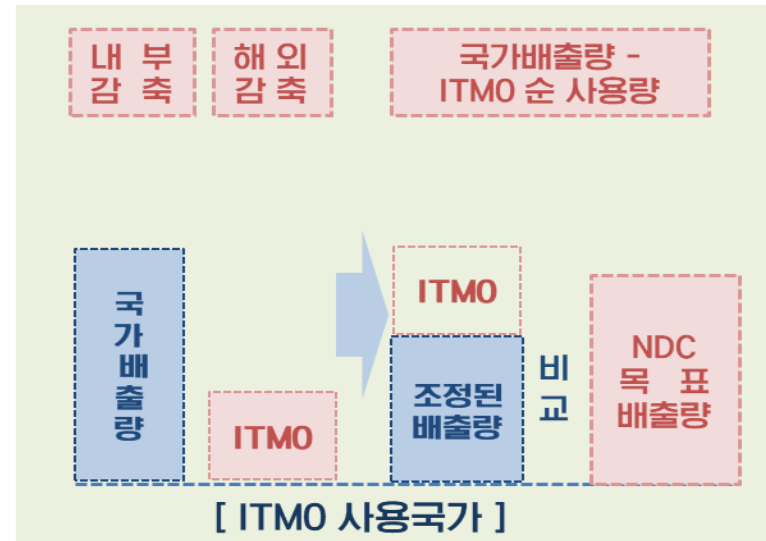 내 부
감 축
해 외
감 축
국가배출량 -
ITMO 순 사용량
국
가
배
출
량
ITMO
ITMO
조정된
배출량
비
교
NDC
목 표
배출량
[ ITMO 사용국가 ]